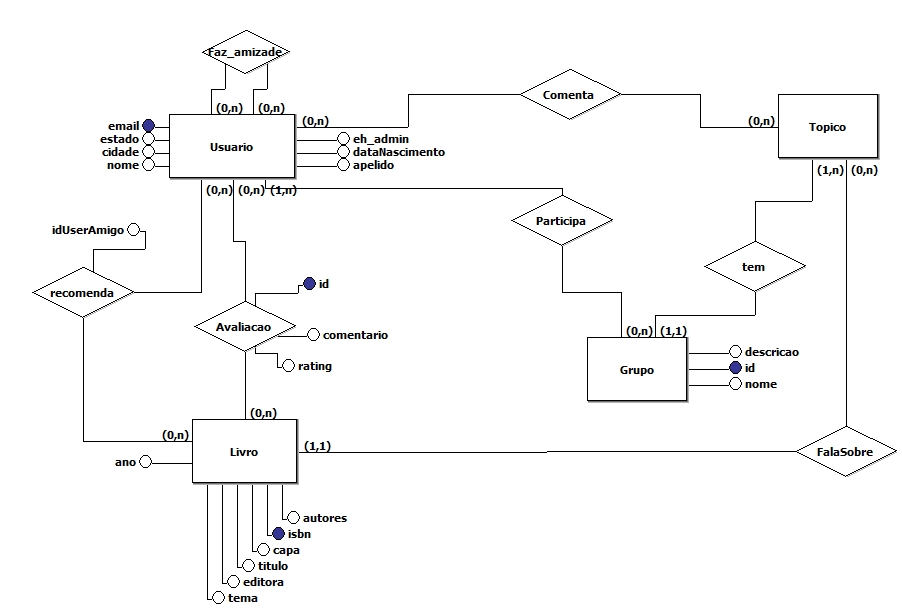 Faz_amizade
Comenta
(0,n)
(0,n)
(0,n)
(0,n)
email
estado
cidade
nome
Usuario
eh_admin
dataNascimento
apelido
Topico
(0,n)
(0,n)
(1,n)
(1,n)
(0,n)
idUserAmigo
Participa
recomenda
tem
id
Avaliacao
comentario
rating
(0,n)
(1,1)
descricao
id
nome
Grupo
(0,n)
(0,n)
(1,1)
ano
Livro
FalaSobre
autores
isbn
capa
titulo
editora
tema